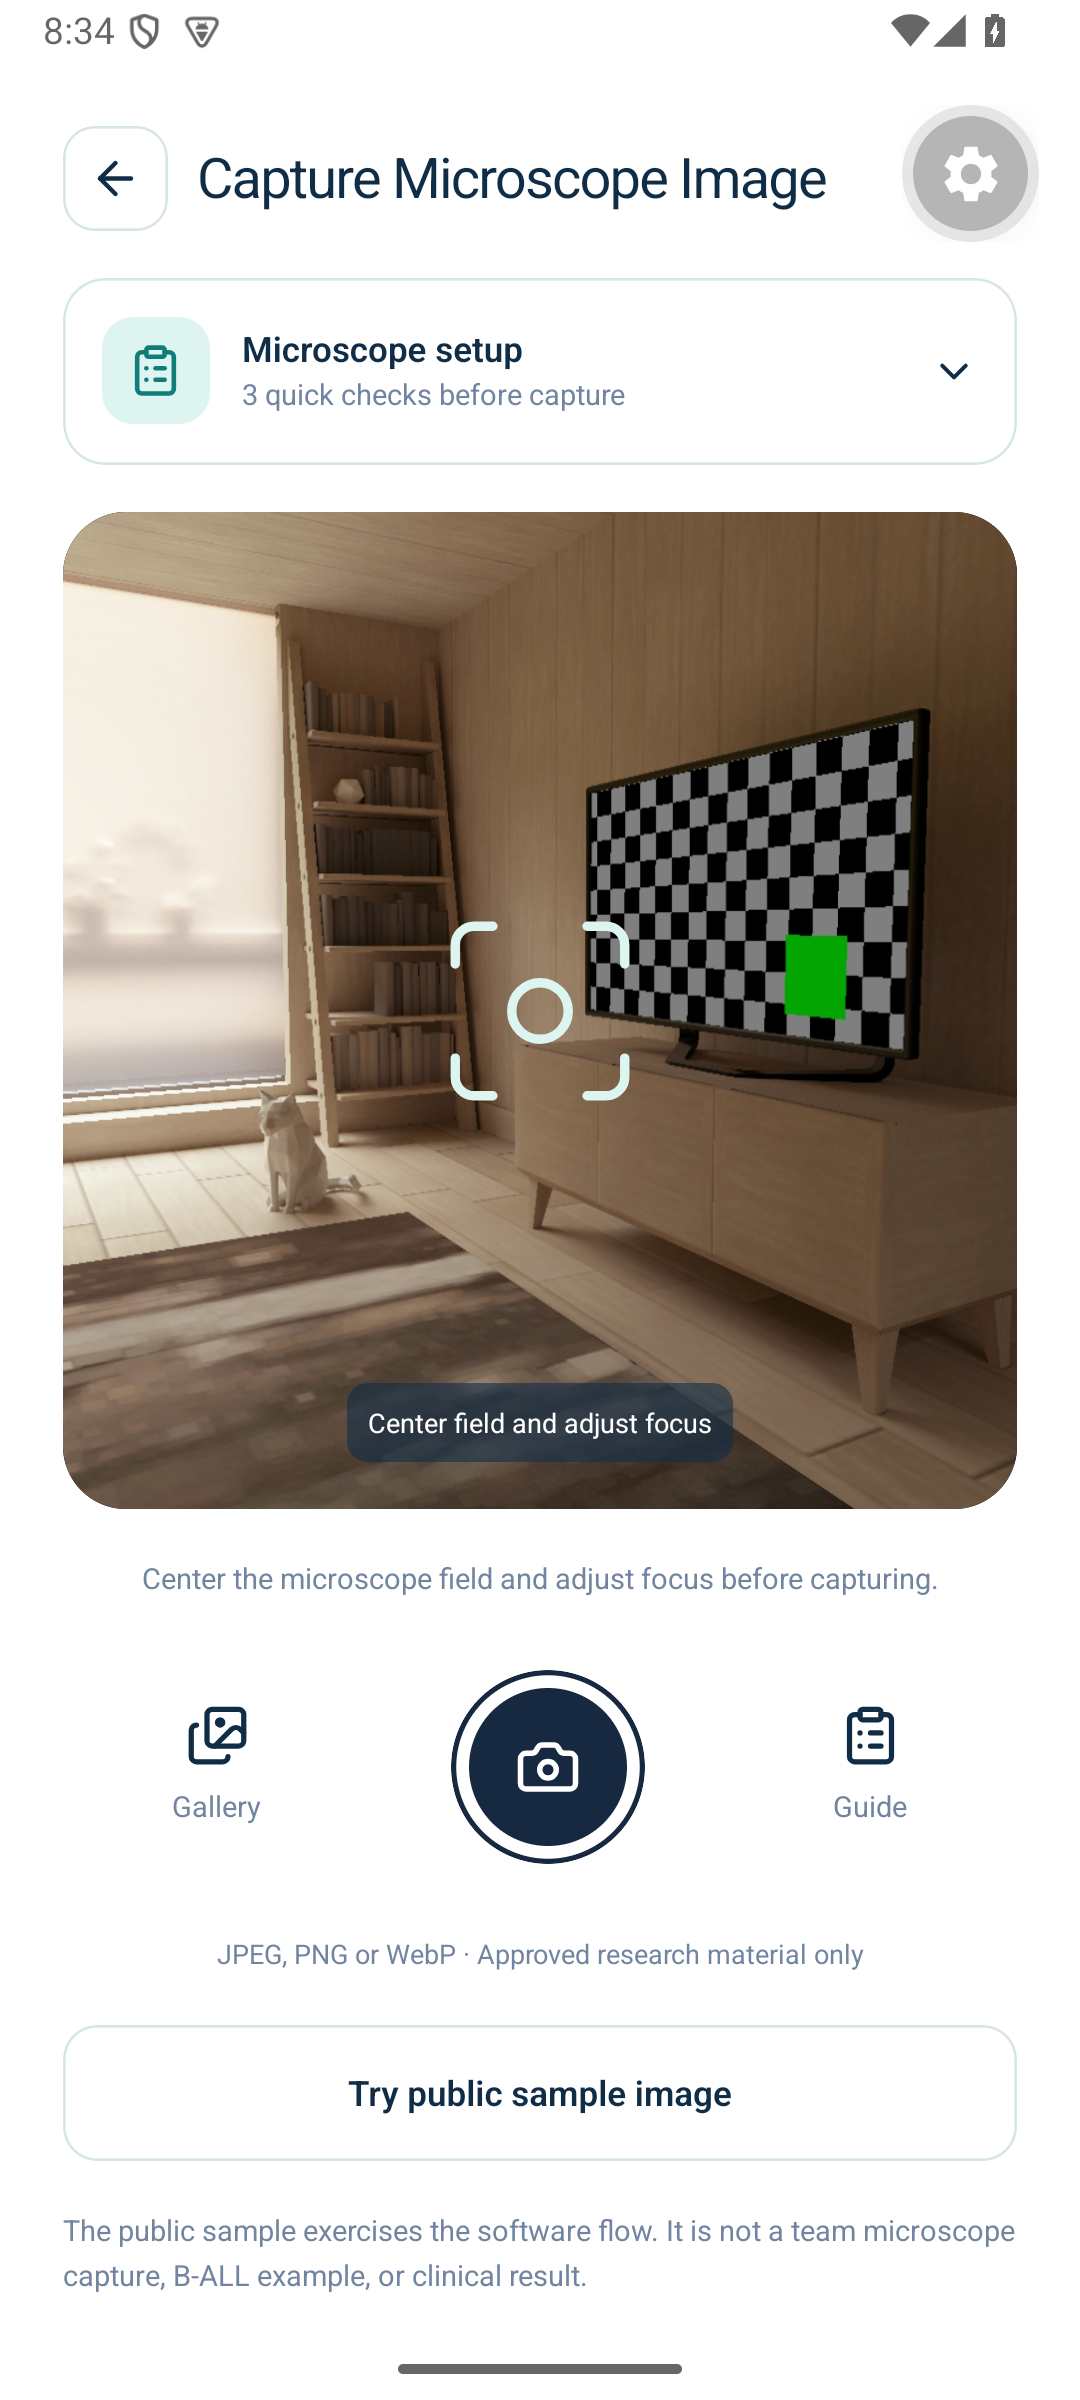 8:34
Capture Microscope Image
Microscope setup
3 quick checks before capture
Center field and adjust focus
Center the microscope field and adjust focus before capturing.
Gallery
Guide
JPEG, PNG or WebP · Approved research material only
Try public sample image
The public sample exercises the software flow. It is not a team microscope
capture, B-ALL example, or clinical result.